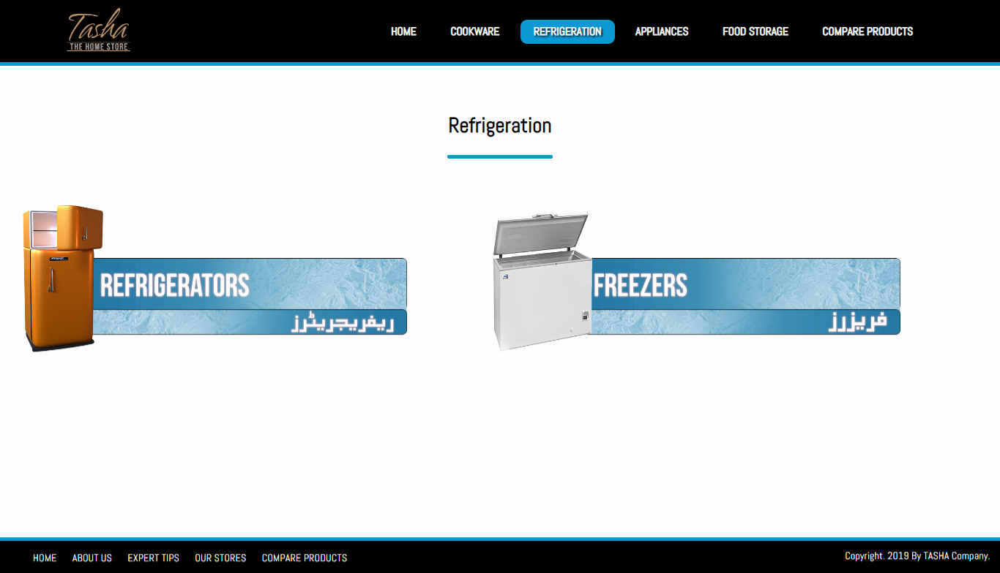 Tasha
THE HOME STORE
HOME COOKWARE REFRIGERATION APPLIANCES FOOD STORAGE COMPARE PRODUCTS
Refrigeration
REFRIGERATORS
ریفریجریٹرز
FREEZERS
فریزرز
HOME ABOUT US EXPERT TIPS OUR STORES COMPARE PRODUCTS
Copyright. 2019 By TASHA Company.